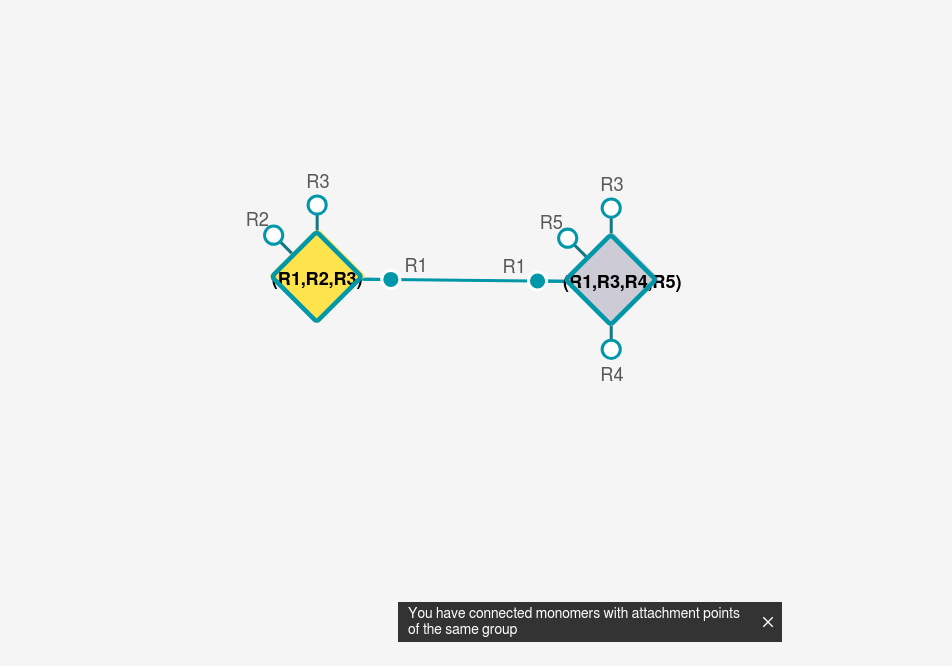 R3
R2
(R1,R2,R3)
R1
R1
R3
R5
(R1,R3,R4,R5)
R4
You have connected monomers with attachment points
of the same group